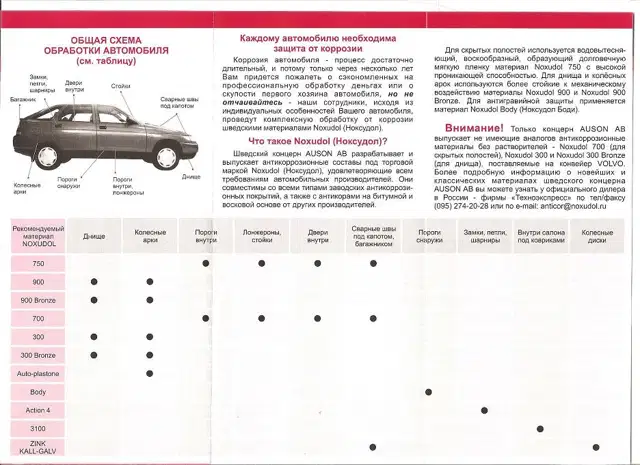 ОБЩАЯ СХЕМА
ОБРАБОТКИ АВТОМОБИЛЯ
(см. таблицу)
Замки,
петли,
шарниры
Двери
внутри
Стойки
Багажник
Сварные швы
под капотом
Колесные
арки
Пороги
снаружи
Пороги
внутри,
лонжероны
Днище
Каждому автомобилю необходима
защита от коррозии
Коррозия автомобиля - процесс достаточно
длительный, и потому только через несколько лет
Вам придется пожалеть о сэкономленных на
профессиональную обработку деньгах или о
скупости первого хозяина автомобиля, но не
отчаивайтесь - наши сотрудники, исходя из
индивидуальных особенностей Вашего автомобиля,
проведут комплексную обработку от коррозии
шведскими материалами Noxudol (Ноксудол).
Что такое Noxudol (Ноксудол)?
Шведский концерн AUSON AB разрабатывает и
выпускает антикоррозионные составы под торговой
маркой Noxudol (Ноксудол), удовлетворяющие всем
требованиям автомобильных производителей. Они
совместимы со всеми типами заводских антикоррози-
онных покрытий, а также с антикорами на битумной и
восковой основе от других производителей.
Для скрытых полостей используется водовытесня-
ющий, воскообразный, образующий долговечную
мягкую пленку материал Noxudol 750 с высокой
проникающей способностью. Для днища и колёсных
арок используются более стойкие к механическому
воздействию материалы Noxudol 900 и Noxudol 900
Bronze. Для антигравийной защиты применяется
материал Noxudol Body (Ноксудол Боди).
Внимание! Только концерн AUSON AB
выпускает не имеющие аналогов антикоррозионные
материалы без растворителей - Noxudol 700 (для
скрытых полостей), Noxudol 300 и Noxudol 300 Bronze
(для днища), поставляемые на конвейер VOLVO.
Более подробную информацию о новейших и
классических материалах шведского концерна
AUSON AB вы можете узнать у официального дилера
в России - фирмы «Техноэкспресс» по тел/факсу
(095) 274-20-28 или по e-mail: anticor@noxudol.ru
Рекомендуемый
материал
NOXUDOL
Днище
Колесные
арки
Пороги
внутри
Лонжероны,
стойки
Двери
внутри
Сварные швы
под капотом,
багажником
Пороги
снаружи
Замки, петли,
шарниры
Внутри салона
под ковриками
Колесные
диски
750
900
900 Bronze
700
300
300 Bronze
Auto-plastone
Body
Action 4
3100
ZINK
KALL-GALV